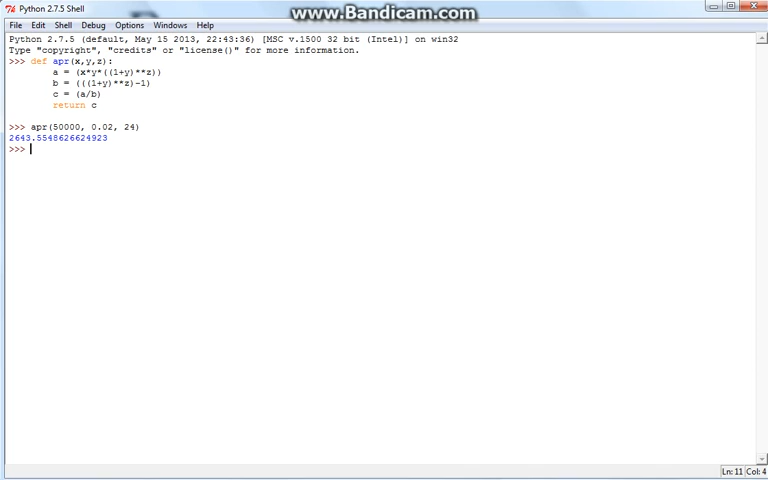 www.Bandicam.com
Python 2.7.5 Shell
File Edit Shell Debug Options Windows Help
Python 2.7.5 (default, May 15 2013, 22:43:36) [MSC v.1500 32 bit (Intel)] on win32
Type "copyright", "credits" or "license()" for more information.
>>> def apr(x,y,z):
a = (x*y*((1+y)**z))
b = (((1+y)**z)-1)
c = (a/b)
return c
>>> apr(50000, 0.02, 24)
2643.5548626624923
>>>
Ln: 11 Col: 4